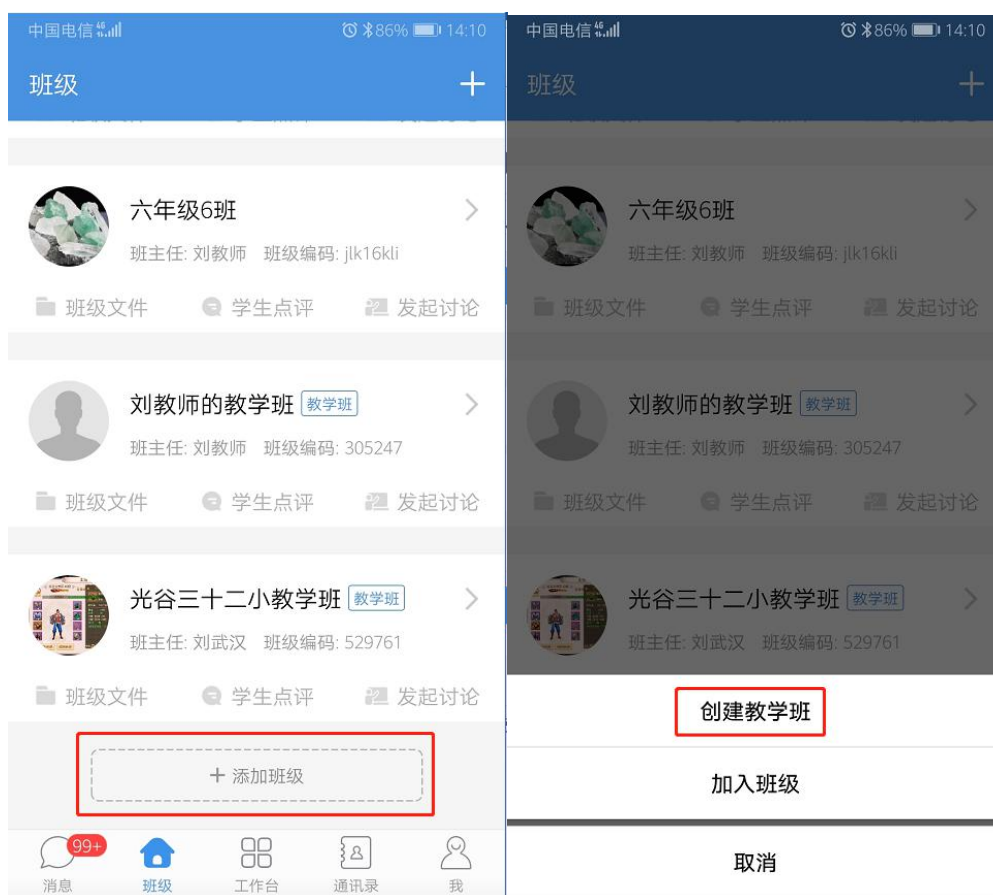 中国电信 46 86% 14:10
班级
六年级6班
班主任: 刘教师 班级编码: jlk16kli
班级文件 学生点评 发起讨论
刘教师的教学班 教学班
班主任: 刘教师 班级编码: 305247
班级文件 学生点评 发起讨论
光谷三十二小教学班 教学班
班主任: 刘武汉 班级编码: 529761
班级文件 学生点评 发起讨论
+ 添加班级
99+
消息 班级 工作台 通讯录 我
中国电信 46 86% 14:10
班级
六年级6班
班主任: 刘教师 班级编码: jlk16kli
班级文件 学生点评 发起讨论
刘教师的教学班 教学班
班主任: 刘教师 班级编码: 305247
班级文件 学生点评 发起讨论
光谷三十二小教学班 教学班
班主任: 刘武汉 班级编码: 529761
创建教学班
加入班级
取消